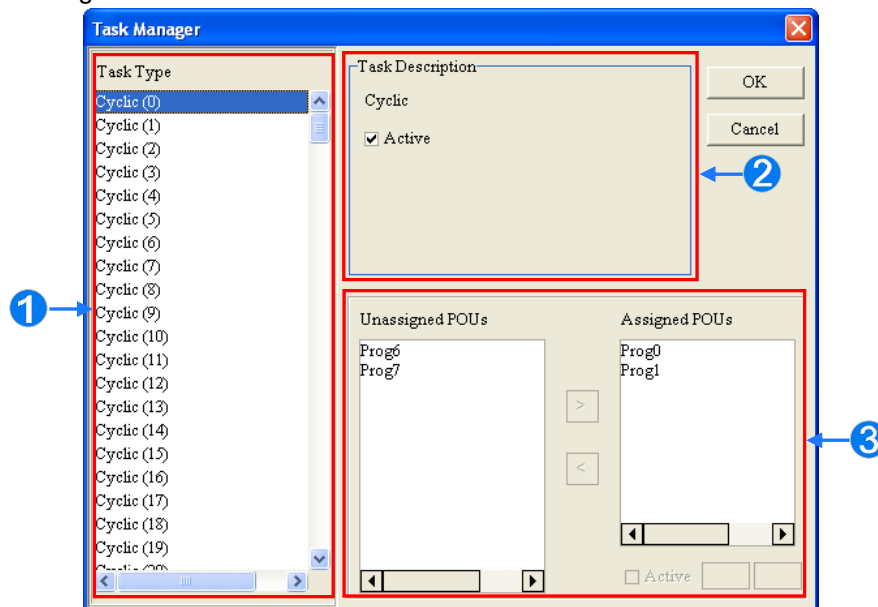 Task Manager
Task Type
Cyclic (0)
Cyclic (1)
Cyclic (2)
Cyclic (3)
Cyclic (4)
Cyclic (5)
Cyclic (6)
Cyclic (7)
Cyclic (8)
Cyclic (9)
Cyclic (10)
Cyclic (11)
Cyclic (12)
Cyclic (13)
Cyclic (14)
Cyclic (15)
Cyclic (16)
Cyclic (17)
Cyclic (18)
Cyclic (19)
1
Task Description
Cyclic
Active
OK
Cancel
2
Unassigned POUs
Prog6
Prog7
>
<
Assigned POUs
Prog0
Prog1
Active
3